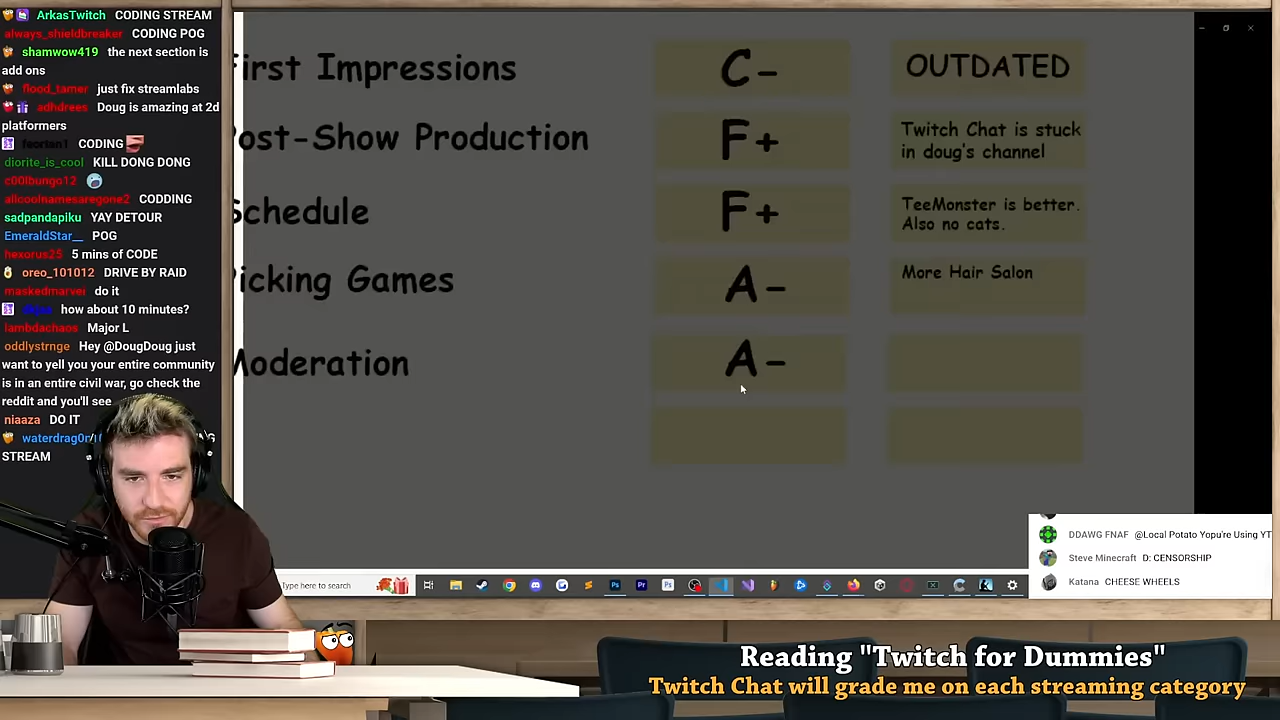 ArkasTwitch CODING STREAM
always_shieldbreaker
CODING POG
shamwow419 the next section is
add ons
flood_tamer just fix streamlabs
adhdrees Doug is amazing at 2d
platformers
CODING
diorite_is_cool KILL DONG DONG
c00lbungo12
allcoolnamesaregone2 CODDING
sadpandapiku YAY DETOUR
EmeraldStar__ POG
hexorus25 5 mins of CODE
oreo_101012 DRIVE BY RAID
maskedmarvel do it
how about 10 minutes?
lambdachaos Major L
oddlystrnge Hey @DougDoug just
want to yell you your entire community
is in an entire civil war, go check the
reddit and you'll see
niaaza DO IT
STREAM
First Impressions C- OUTDATED
Post-Show Production F+ Twitch Chat is stuck
in doug's channel
Schedule F+ TeeMonster is better.
Also no cats.
Picking Games A- More Hair Salon
Moderation A-
Type here to search
DDAWG FNAF @Local Potato Yopu're Using YT
Steve Minecraft D: CENSORSHIP
Katana CHEESE WHEELS
Reading "Twitch for Dummies"
Twitch Chat will grade me on each streaming category